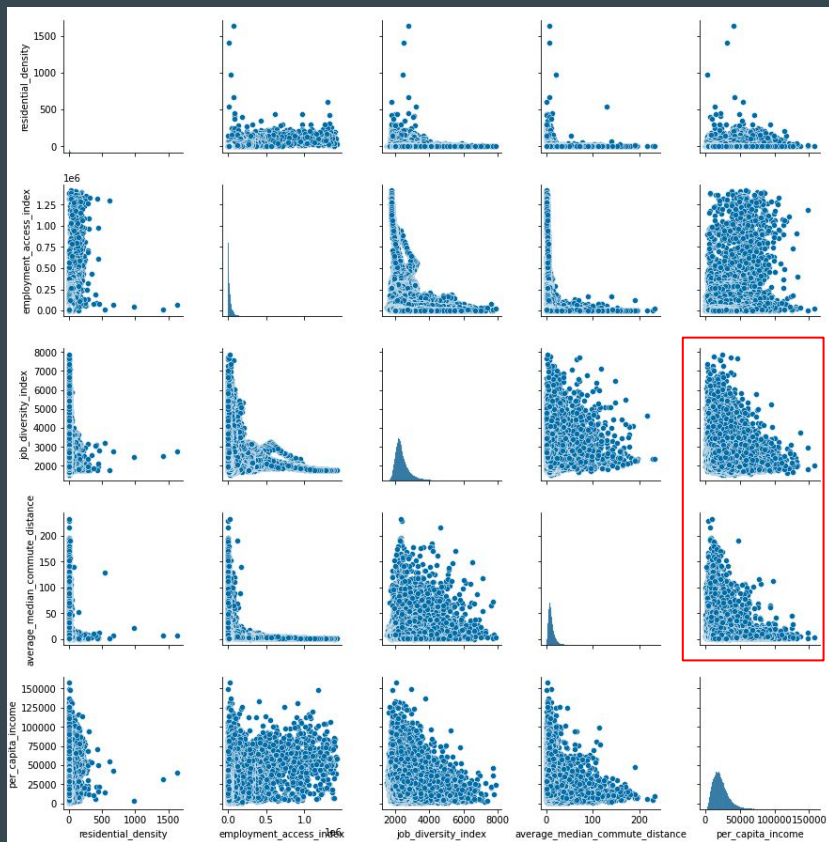 residential_density
1500
1000
500
0
1e6
employment_access_index
1.25
1.00
0.75
0.50
0.25
0.00
job_diversity_index
8000
7000
6000
5000
4000
3000
2000
average_median_commute_distance
200
150
100
50
0
per_capita_income
150000
125000
100000
75000
50000
25000
0
0 500 1000 1500
0.0 0.5 1.0
2000 4000 6000 8000
0 100 200
0 50000 100000 150000
1e6
residential_density employment_access_index job_diversity_index average_median_commute_distance per_capita_income